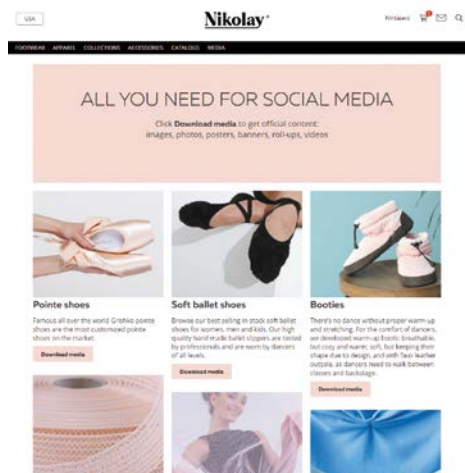 USA
Nikolay®
FOOTWEAR APPAREL COLLECTIONS ACCESSORIES CATALOGS MEDIA
ALL YOU NEED FOR SOCIAL MEDIA
Click Download media to get official content:
images, photos, posters, banners, roll-ups, videos
Pointe shoes
Famous all over the world Grishko pointe
shoes are the most customized pointe
shoes on the market.
Download media
Soft ballet shoes
Browse our best selling in-stock soft ballet
shoes for women, men and kids. Our high
quality hand made ballet slippers are tested
by professionals and are worn by dancers
of all levels.
Download media
Booties
There's no dance without proper warm-up
and stretching. For the comfort of dancers,
we developed warm-up boots: breathable,
but cozy and warm, soft, but keeping their
shape due to design, and with faux leather
outsole, as dancers need to walk between
classes and backstage.
Download media